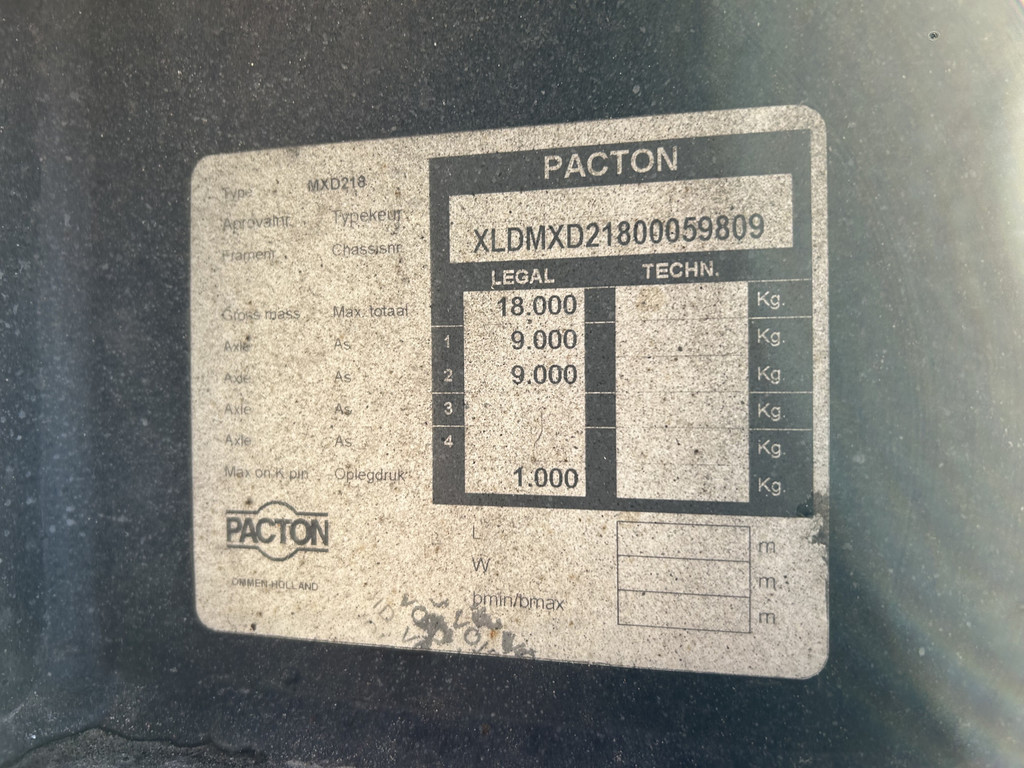 PACTON
Type MXD218
Aprovalnr. Typekeur.
XLDMXD21800059809
Framenr. Chassisnr.
LEGAL TECHN.
Gross mass Max. totaal 18.000 Kg.
Axle As 1 9.000 Kg.
Axle As 2 9.000 Kg.
Axle As 3 Kg.
Axle As 4 Kg.
Max on K pin Oplegdruk 1.000 Kg.
PACTON
OMMEN-HOLLAND
L m
W m
bmin/bmax m